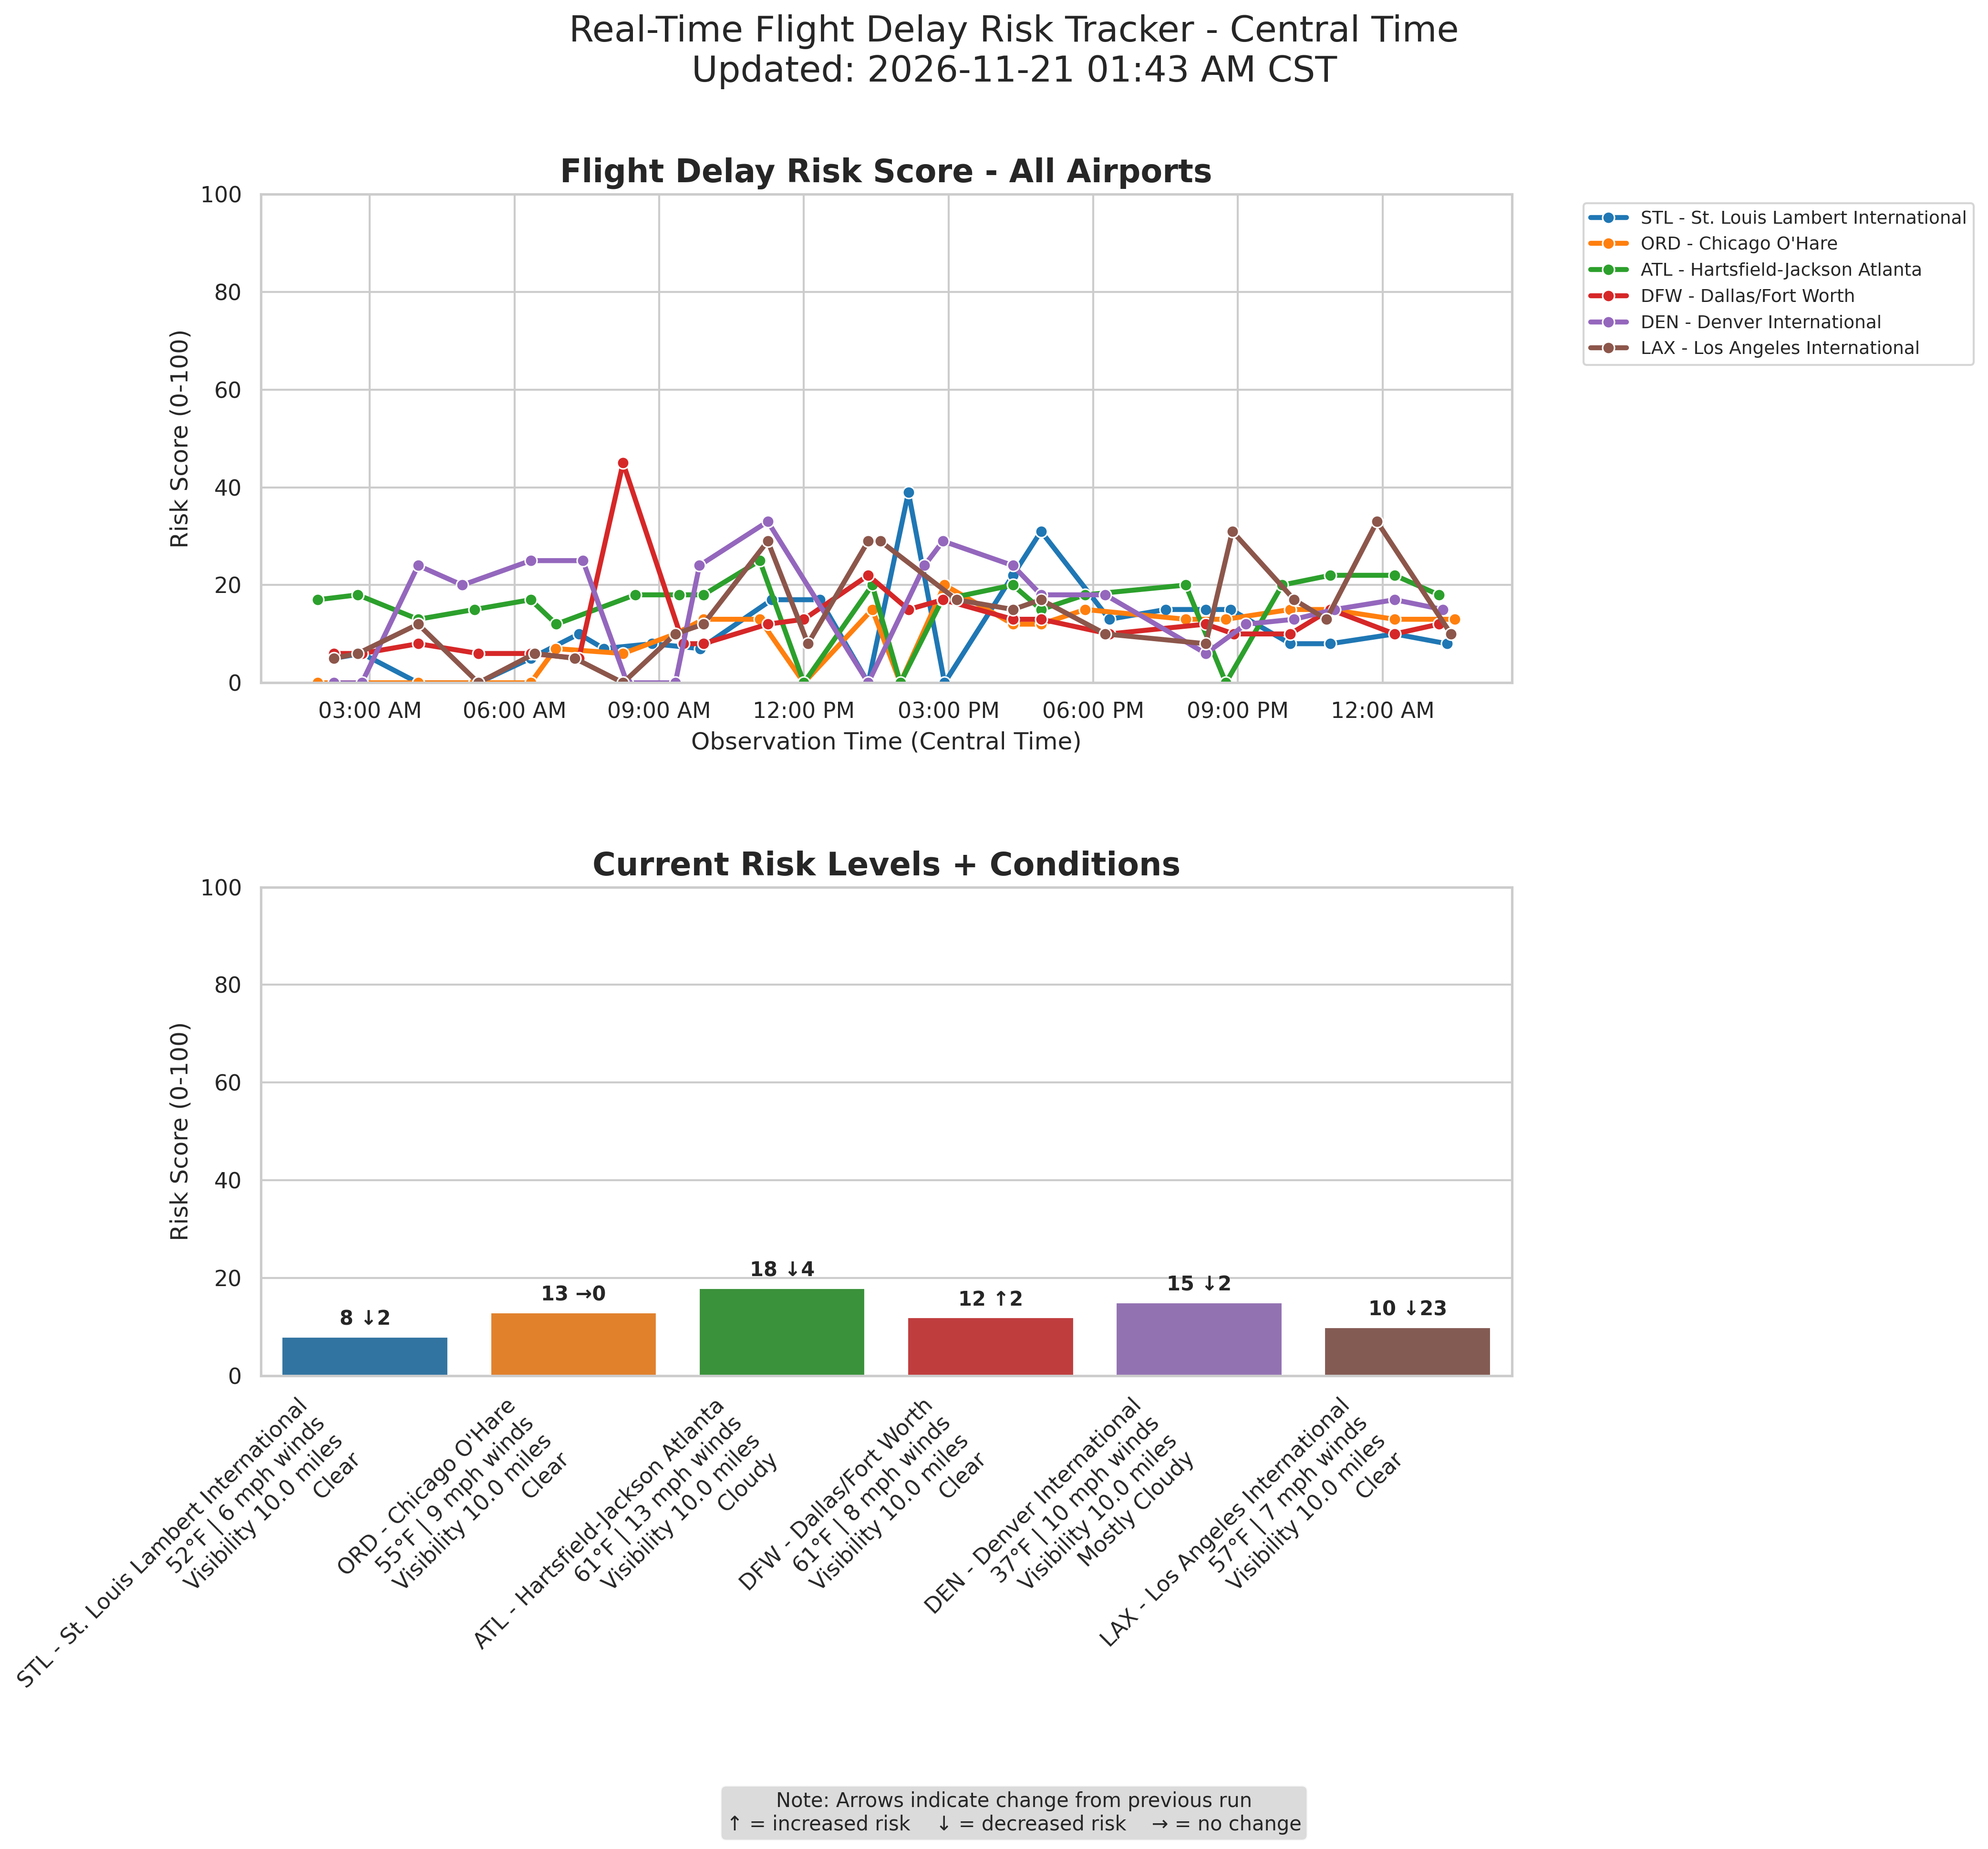 Real-Time Flight Delay Risk Tracker - Central Time
Updated: 2026-11-21 01:43 AM CST
Flight Delay Risk Score - All Airports
Risk Score (0-100)
100
80
60
40
20
0
03:00 AM
06:00 AM
09:00 AM
12:00 PM
03:00 PM
06:00 PM
09:00 PM
12:00 AM
Observation Time (Central Time)
STL - St. Louis Lambert International
ORD - Chicago O'Hare
ATL - Hartsfield-Jackson Atlanta
DFW - Dallas/Fort Worth
DEN - Denver International
LAX - Los Angeles International
Current Risk Levels + Conditions
Risk Score (0-100)
100
80
60
40
20
0
8 ↓2
13 →0
18 ↓4
12 ↑2
15 ↓2
10 ↓23
STL - St. Louis Lambert International
52°F | 6 mph winds
Visibility 10.0 miles
Clear
ORD - Chicago O'Hare
55°F | 9 mph winds
Visibility 10.0 miles
Clear
ATL - Hartsfield-Jackson Atlanta
61°F | 13 mph winds
Visibility 10.0 miles
Cloudy
DFW - Dallas/Fort Worth
61°F | 8 mph winds
Visibility 10.0 miles
Clear
DEN - Denver International
37°F | 10 mph winds
Visibility 10.0 miles
Mostly Cloudy
LAX - Los Angeles International
57°F | 7 mph winds
Visibility 10.0 miles
Clear
Note: Arrows indicate change from previous run
↑ = increased risk ↓ = decreased risk → = no change